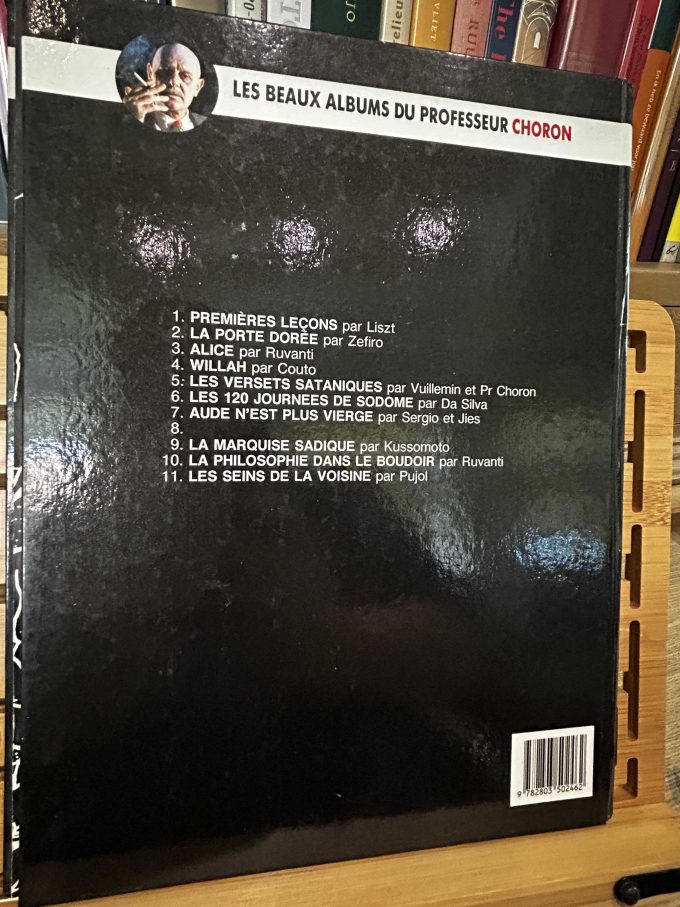 LES BEAUX ALBUMS DU PROFESSEUR CHORON
1. PREMIÈRES LEÇONS par Liszt
2. LA PORTE DORÉE par Zefiro
3. ALICE par Ruvanti
4. WILLAH par Couto
5. LES VERSETS SATANIQUES par Vuillemin et Pr Choron
6. LES 120 JOURNEES DE SODOME par Da Silva
7. AUDE N'EST PLUS VIERGE par Sergio et Jies
8.
9. LA MARQUISE SADIQUE par Kussomoto
10. LA PHILOSOPHIE DANS LE BOUDOIR par Ruvanti
11. LES SEINS DE LA VOISINE par Pujol
9 782803 502462